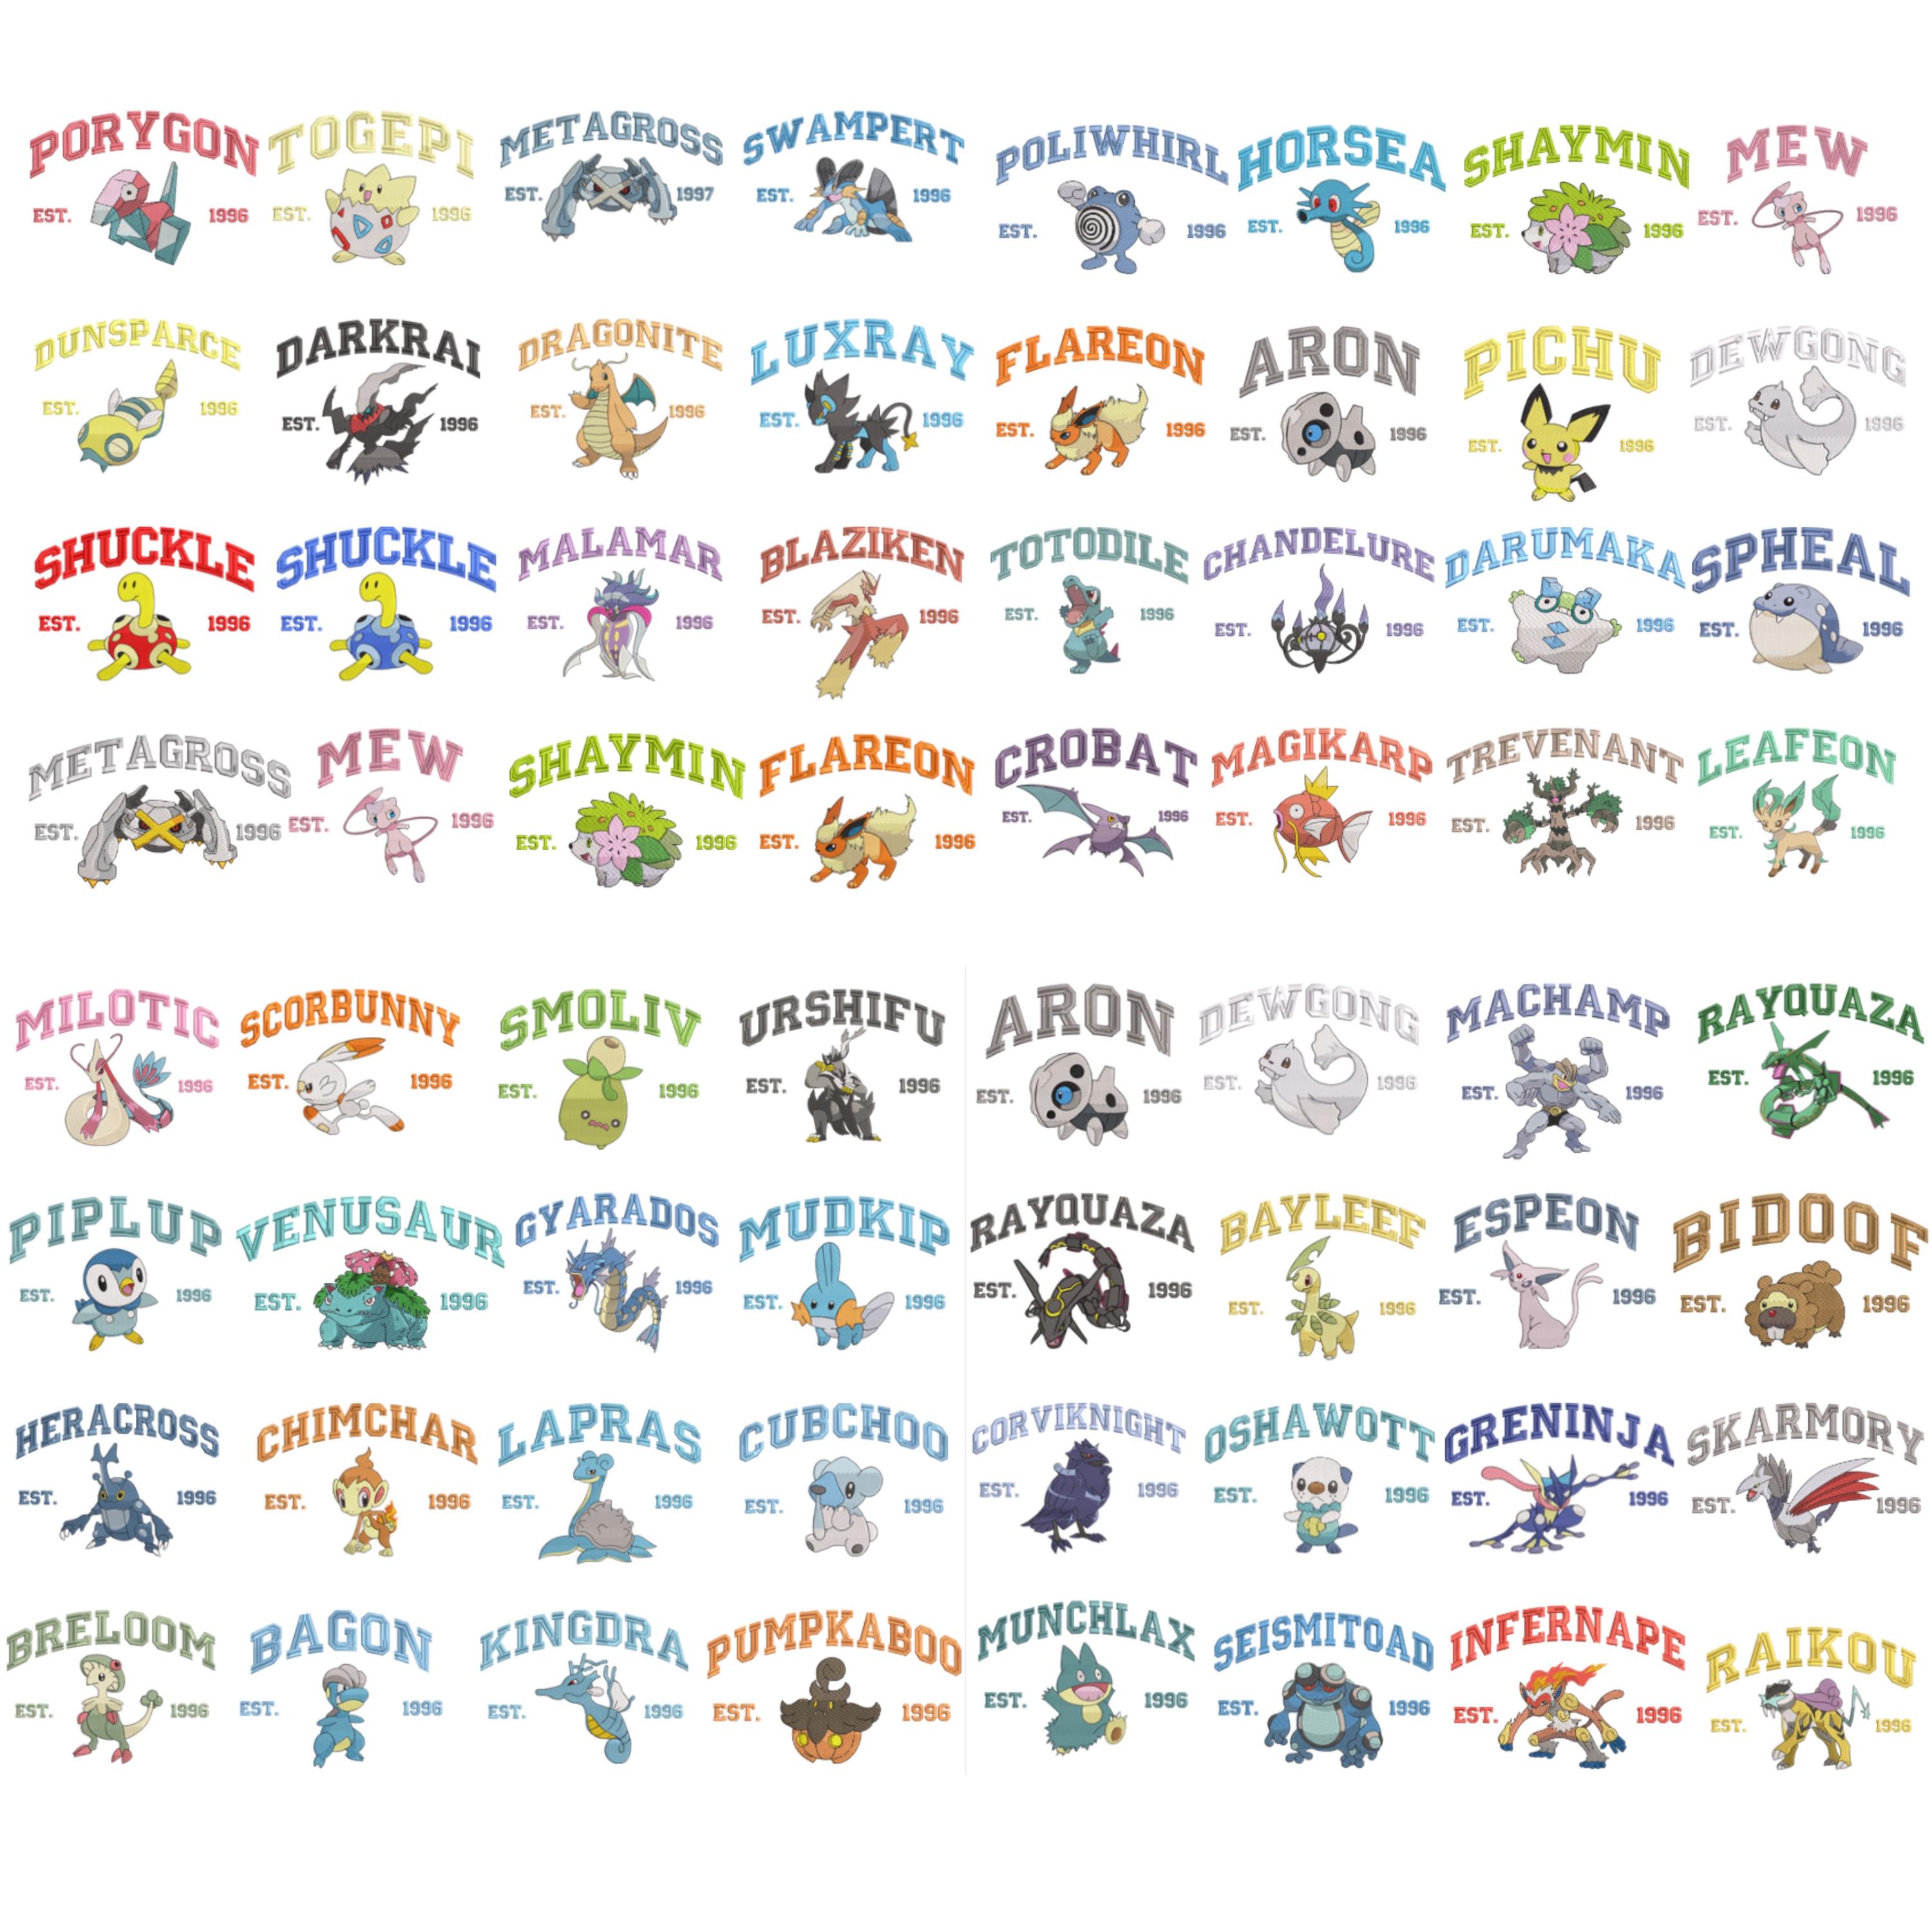 PORYGON
EST. 1996
TOGEPI
EST. 1996
METAGROSS
EST. 1997
SWAMPERT
EST. 1996
POLIWHIRL
EST. 1996
HORSEA
EST. 1996
SHAYMIN
EST. 1996
MEW
EST. 1996
DUNSPARCE
EST. 1996
DARKRAI
EST. 1996
DRAGONITE
EST. 1996
LUXRAY
EST. 1996
FLAREON
EST. 1996
ARON
EST. 1996
PICHU
EST. 1996
DEWGONG
EST. 1996
SHUCKLE
EST. 1996
SHUCKLE
EST. 1996
MALAMAR
EST. 1996
BLAZIKEN
EST. 1996
TOTODILE
EST. 1996
CHANDELURE
EST. 1996
DARUMAKA
EST. 1996
SPHEAL
EST. 1996
METAGROSS
EST. 1996
MEW
EST. 1996
SHAYMIN
EST. 1996
FLAREON
EST. 1996
CROBAT
EST. 1996
MAGIKARP
EST. 1996
TREVENANT
EST. 1996
LEAFEON
EST. 1996
MILOTIC
EST. 1996
SCORBUNNY
EST. 1996
SMOLIV
EST. 1996
URSHIFU
EST. 1996
ARON
EST. 1996
DEWGONG
EST. 1996
MACHAMP
EST. 1996
RAYQUAZA
EST. 1996
PIPLUP
EST. 1996
VENUSAUR
EST. 1996
GYARADOS
EST. 1996
MUDKIP
EST. 1996
RAYQUAZA
EST. 1996
BAYLEEF
EST. 1996
ESPEON
EST. 1996
BIDOOF
EST. 1996
HERACROSS
EST. 1996
CHIMCHAR
EST. 1996
LAPRAS
EST. 1996
CUBCHOO
EST. 1996
CORVIKNIGHT
EST. 1996
OSHAWOTT
EST. 1996
GRENINJA
EST. 1996
SKARMORY
EST. 1996
BRELOOM
EST. 1996
BAGON
EST. 1996
KINGDRA
EST. 1996
PUMPKABOO
EST. 1996
MUNCHLAX
EST. 1996
SEISMITOAD
EST. 1996
INFERNAPE
EST. 1996
RAIKOU
EST. 1996